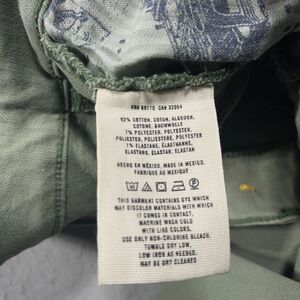 RN# 56110 CA# 32054
92% COTTON, COTON, ALGODON,
COTONE, BAUMWOLLE
7% POLYESTER, POLYESTER,
POLIESTER, POLIESTERE, POLYESTER
1% ELASTANE, ÉLASTHANNE,
ELASTANO, ELASTAN, ELASTAN
HECHO EN MÉXICO, MADE IN MEXICO,
FABRIQUÉ AU MEXIQUE
THIS GARMENT CONTAINS DYE WHICH
MAY DISCOLOR MATERIALS WITH WHICH
IT COMES IN CONTACT.
MACHINE WASH COLD
WITH LIKE COLORS.
USE ONLY NON-CHLORINE BLEACH.
TUMBLE DRY LOW.
LOW IRON AS NEEDED
MAY BE DRY CLEANED